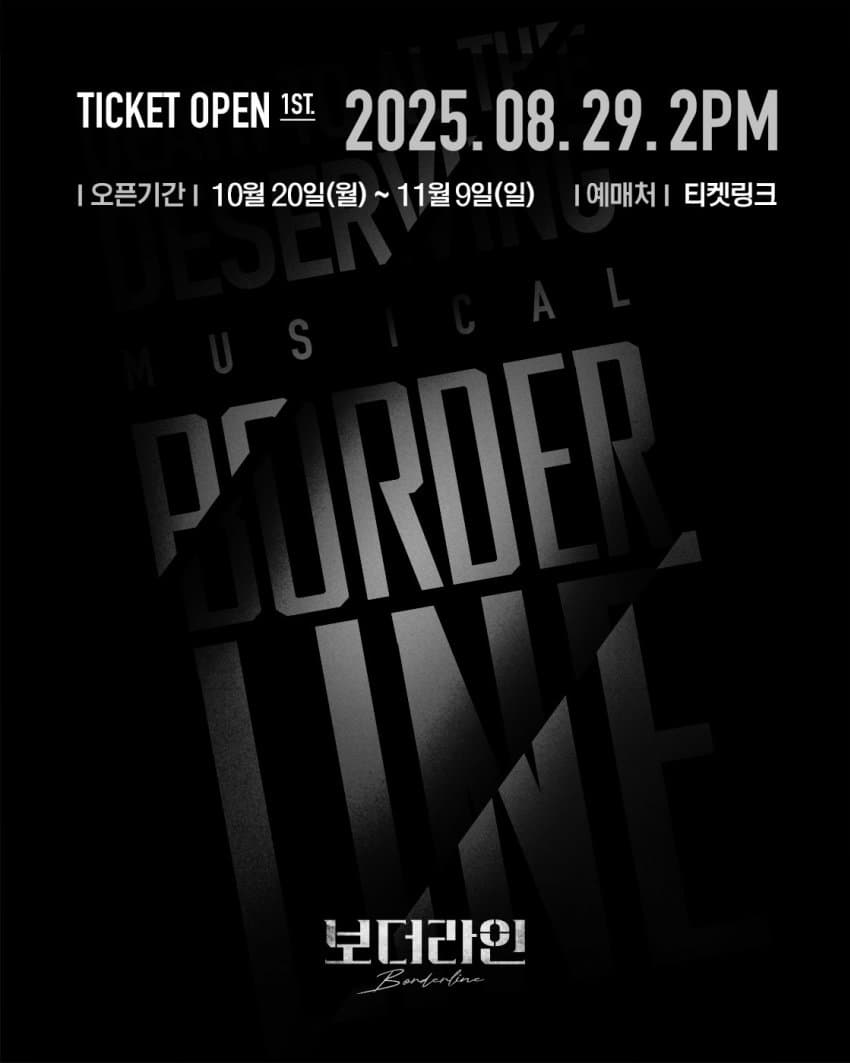 TICKET OPEN 1ST. 2025. 08. 29. 2PM
| 오픈기간 | 10월 20일(월) ~ 11월 9일(일) | 예매처 | 티켓링크
DESERVING
MUSICAL
BORDER
LINE
보더라인
Borderline